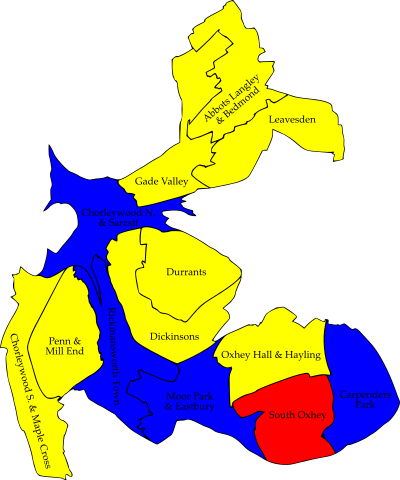 Abbots Langley
& Bedmond
Leavesden
Gade Valley
Chorleywood N.
& Sarratt
Durrants
Dickinsons
Penn &
Mill End
Chorleywood S. & Maple Cross
Rickmansworth Town
Moor Park
& Eastbury
Oxhey Hall & Hayling
South Oxhey
Carpenders
Park